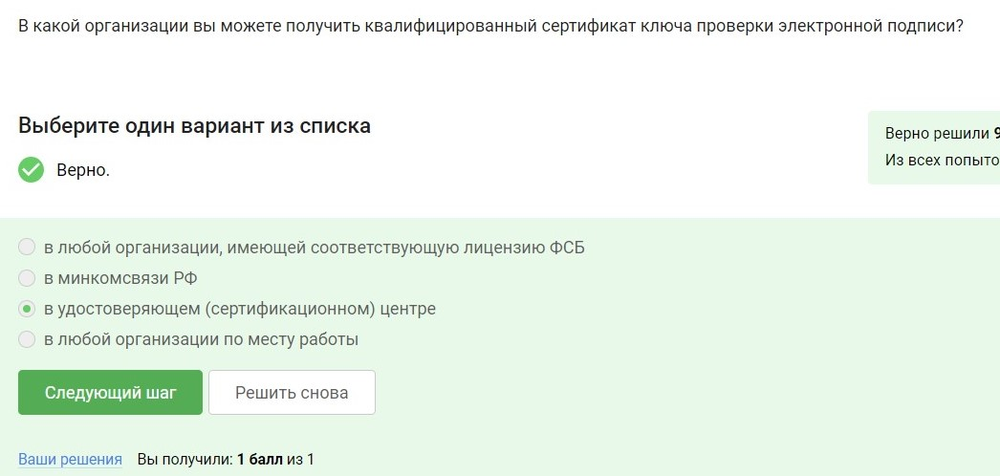 В какой организации вы можете получить квалифицированный сертификат ключа проверки электронной подписи?
Выберите один вариант из списка
Верно решили 9
Верно.
Из всех попыто
в любой организации, имеющей соответствующую лицензию ФСБ
в минкомсвязи РФ
в удостоверяющем (сертификационном) центре
в любой организации по месту работы
Следующий шаг Решить снова
Ваши решения Вы получили: 1 балл из 1